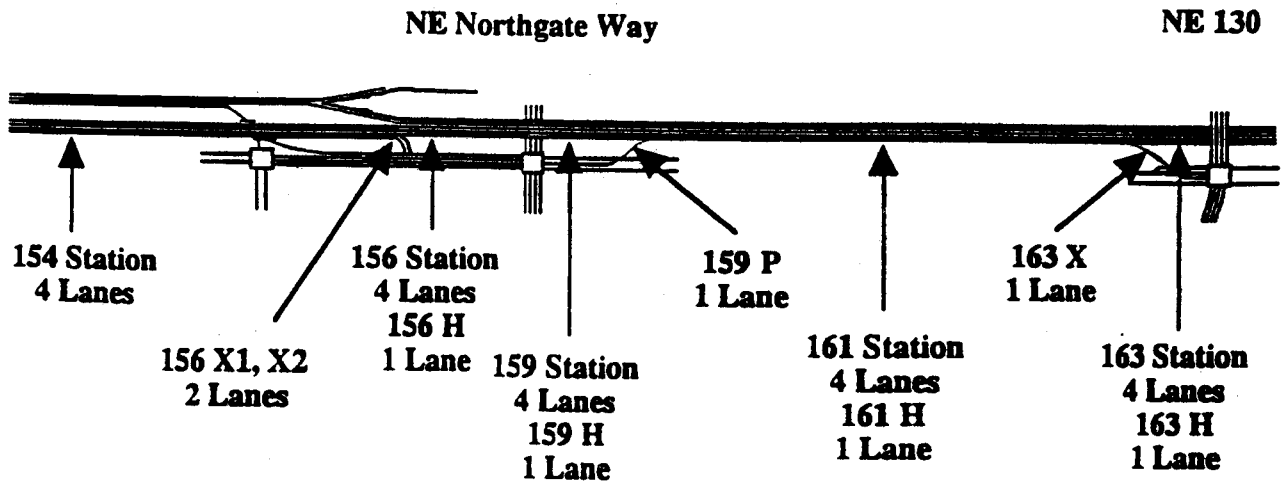 NE Northgate Way
NE 130
154 Station
4 Lanes
156 X1, X2
2 Lanes
156 Station
4 Lanes
156 H
1 Lane
159 Station
4 Lanes
159 H
1 Lane
159 P
1 Lane
161 Station
4 Lanes
161 H
1 Lane
163 X
1 Lane
163 Station
4 Lanes
163 H
1 Lane